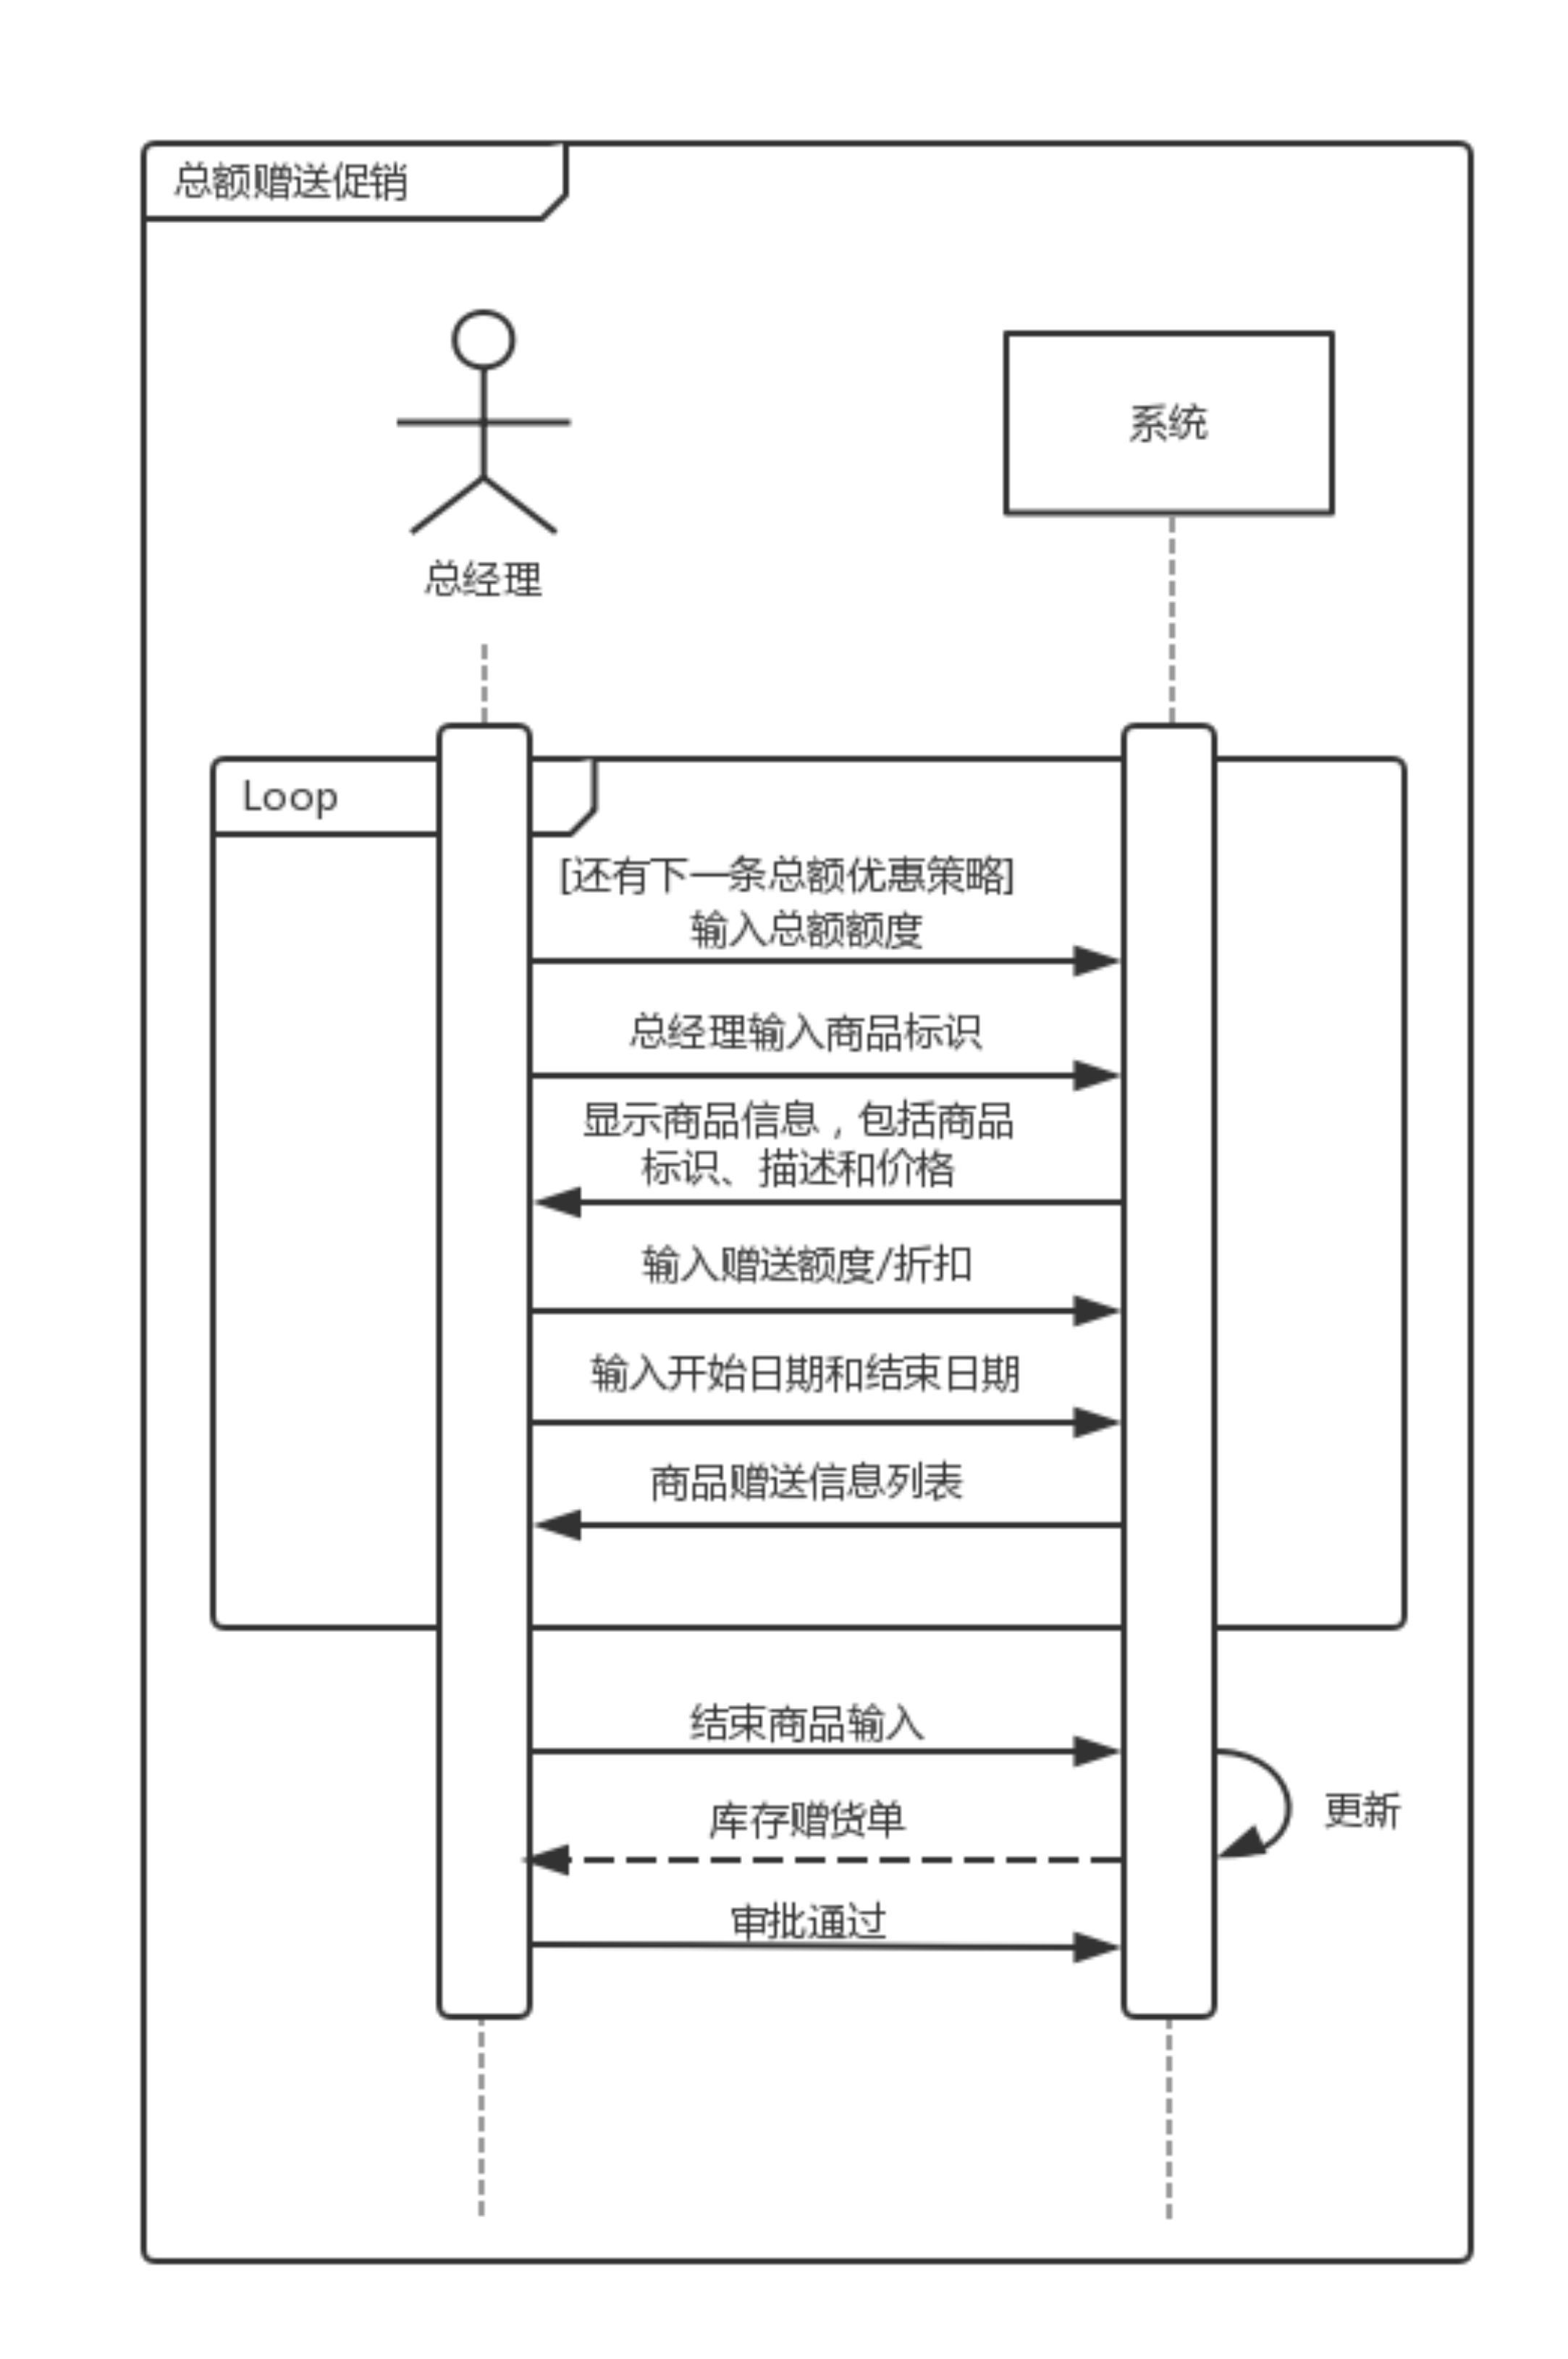 总额赠送促销
系统
总经理
Loop
[还有下一条总额优惠策略]
输入总额额度
总经理输入商品标识
显示商品信息，包括商品
标识、描述和价格
输入赠送额度/折扣
输入开始日期和结束日期
商品赠送信息列表
结束商品输入
更新
库存赠货单
审批通过